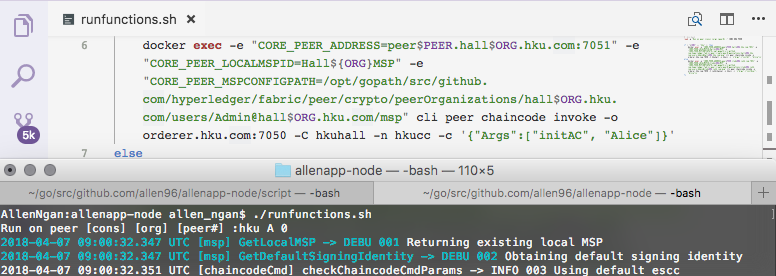 runfunctions.sh
6
docker exec -e "CORE_PEER_ADDRESS=peer$PEER.hall$ORG.hku.com:7051" -e
"CORE_PEER_LOCALMSPID=Hall${ORG}MSP" -e
"CORE_PEER_MSPCONFIGPATH=/opt/gopath/src/github.
com/hyperledger/fabric/peer/crypto/peerOrganizations/hall$ORG.hku.
com/users/Admin@hall$ORG.hku.com/msp" cli peer chaincode invoke -o
orderer.hku.com:7050 -C hkuhall -n hkucc -c '{"Args":["initAC", "Alice"]}'
5k
7 else
allenapp-node — -bash — 110×5
~/go/src/github.com/allen96/allenapp-node/script — -bash
~/go/src/github.com/allen96/allenapp-node — -bash
AllenNgan:allenapp-node allen_ngan$ ./runfunctions.sh
Run on peer [cons] [org] [peer#] :hku A 0
2018-04-07 09:00:32.347 UTC [msp] GetLocalMSP -> DEBU 001 Returning existing local MSP
2018-04-07 09:00:32.347 UTC [msp] GetDefaultSigningIdentity -> DEBU 002 Obtaining default signing identity
2018-04-07 09:00:32.351 UTC [chaincodeCmd] checkChaincodeCmdParams -> INFO 003 Using default escc